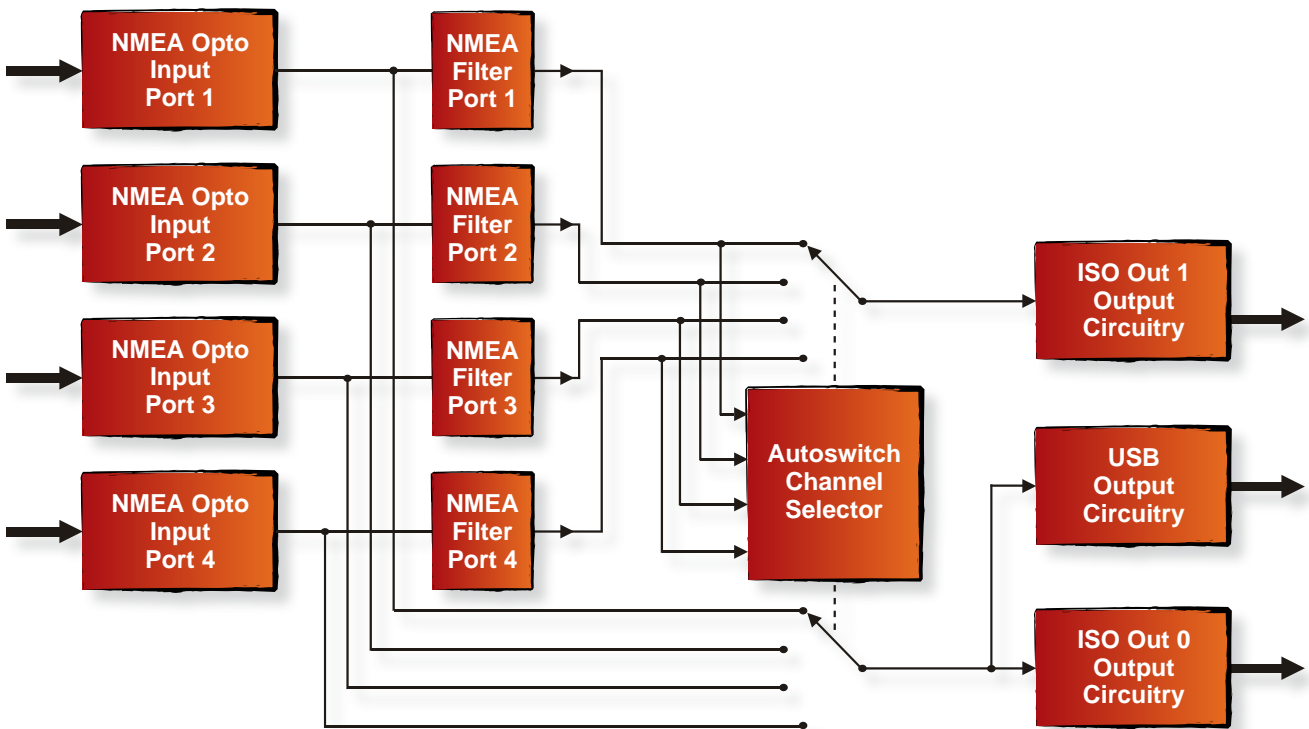 NMEA Opto
Input
Port 1
NMEA
Filter
Port 1
NMEA Opto
Input
Port 2
NMEA
Filter
Port 2
ISO Out 1
Output
Circuitry
NMEA Opto
Input
Port 3
NMEA
Filter
Port 3
Autoswitch
Channel
Selector
USB
Output
Circuitry
NMEA Opto
Input
Port 4
NMEA
Filter
Port 4
ISO Out 0
Output
Circuitry